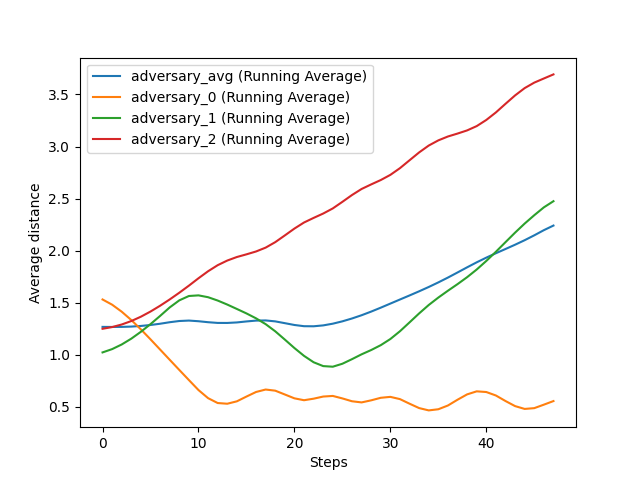 adversary_avg (Running Average)
adversary_0 (Running Average)
adversary_1 (Running Average)
adversary_2 (Running Average)
Average distance
3.5
3.0
2.5
2.0
1.5
1.0
0.5
0 10 20 30 40
Steps